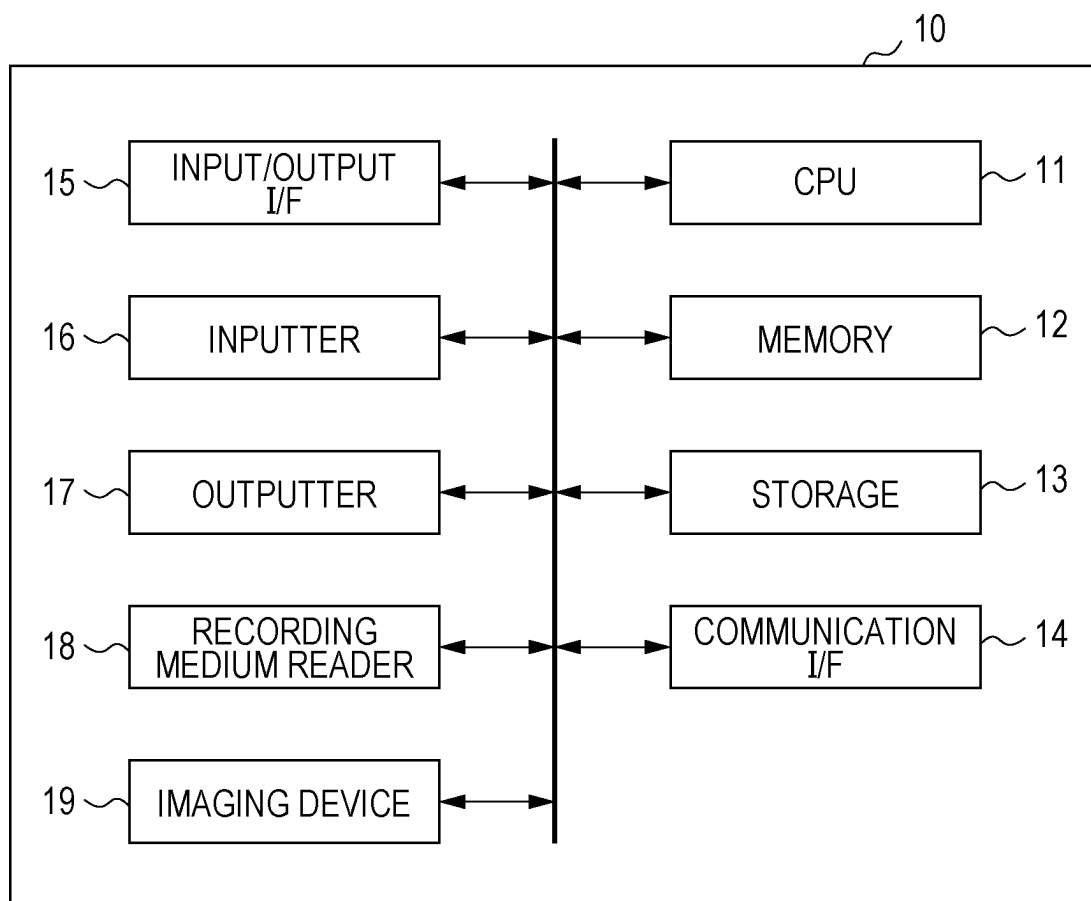 10
15
INPUT/OUTPUT
I/F
CPU
11
16
INPUTTER
MEMORY
12
17
OUTPUTTER
STORAGE
13
18
RECORDING
MEDIUM READER
COMMUNICATION
I/F
14
19
IMAGING DEVICE